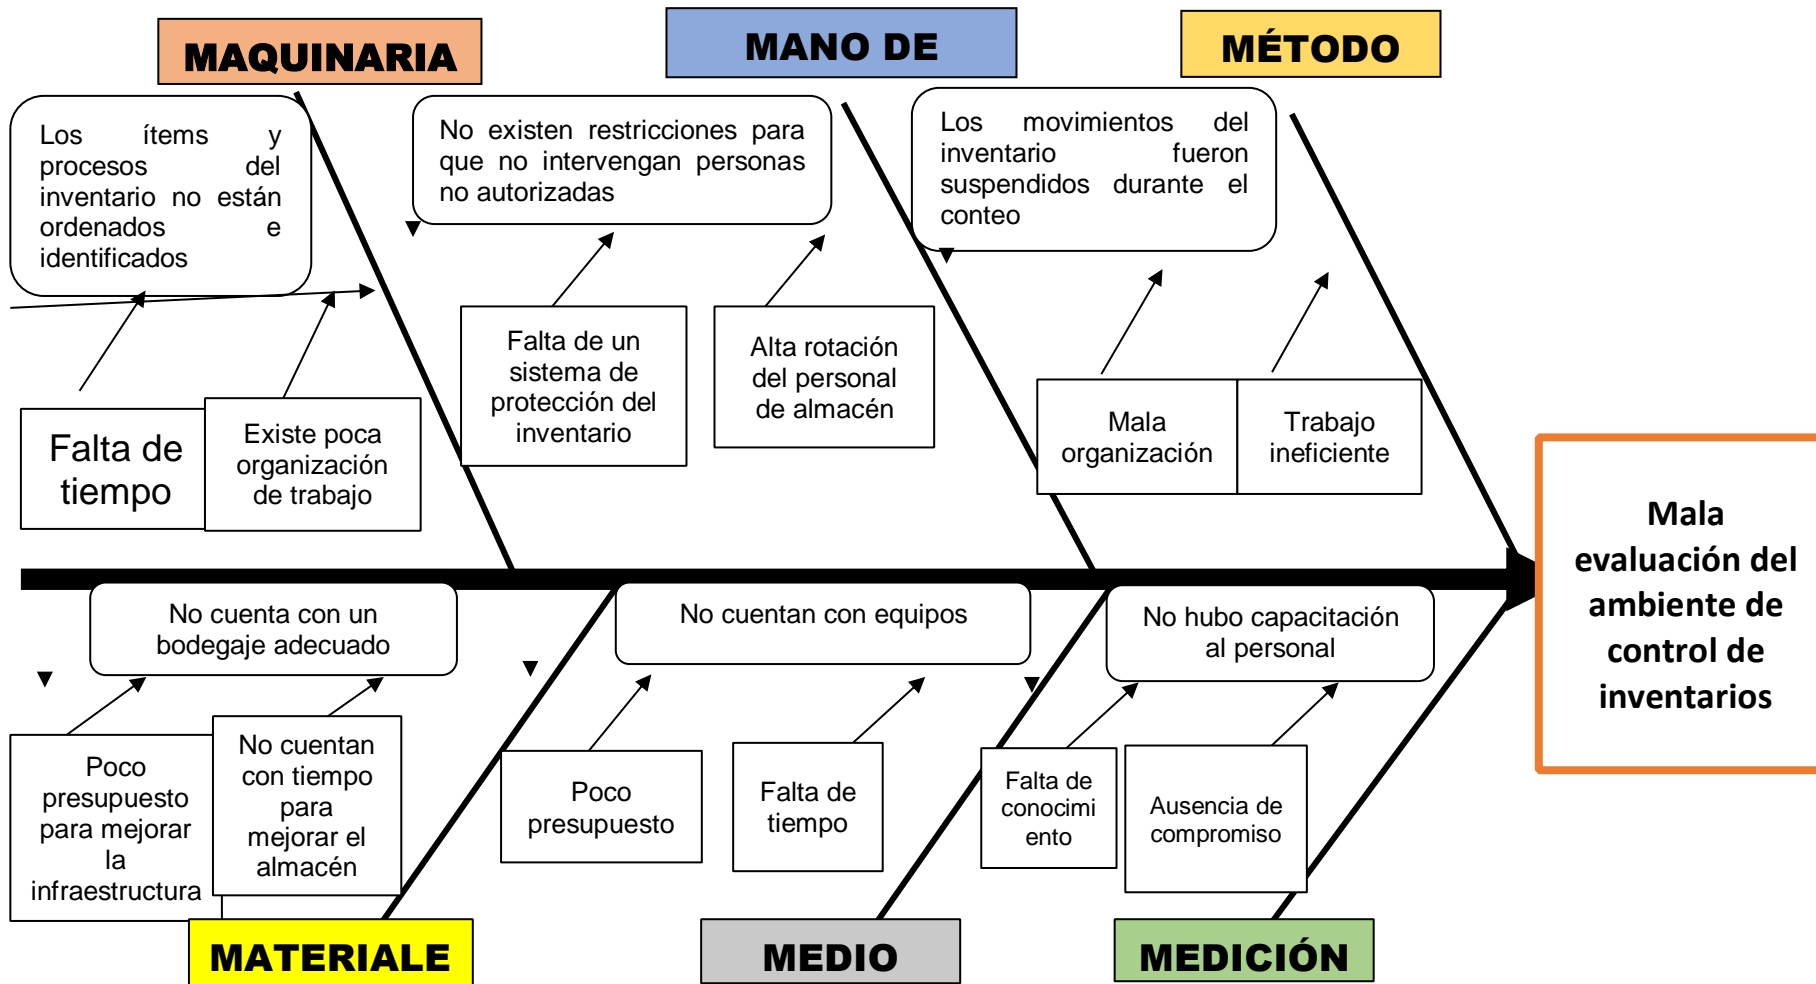 MAQUINARIA
MANO DE
MÉTODO
Los ítems y
procesos del
inventario no están
ordenados e
identificados
No existen restricciones para
que no intervengan personas
no autorizadas
Los movimientos del
inventario fueron
suspendidos durante el
conteo
Falta de
tiempo
Existe poca
organización
de trabajo
Falta de un
sistema de
protección del
inventario
Alta rotación
del personal
de almacén
Mala
organización
Trabajo
ineficiente
Mala
evaluación del
ambiente de
control de
inventarios
No cuenta con un
bodegaje adecuado
No cuentan con equipos
No hubo capacitación
al personal
Poco
presupuesto
para mejorar
la
infraestructura
No cuentan
con tiempo
para
mejorar el
almacén
Poco
presupuesto
Falta de
tiempo
Falta de
conocimi
ento
Ausencia de
compromiso
MATERIALE
MEDIO
MEDICIÓN